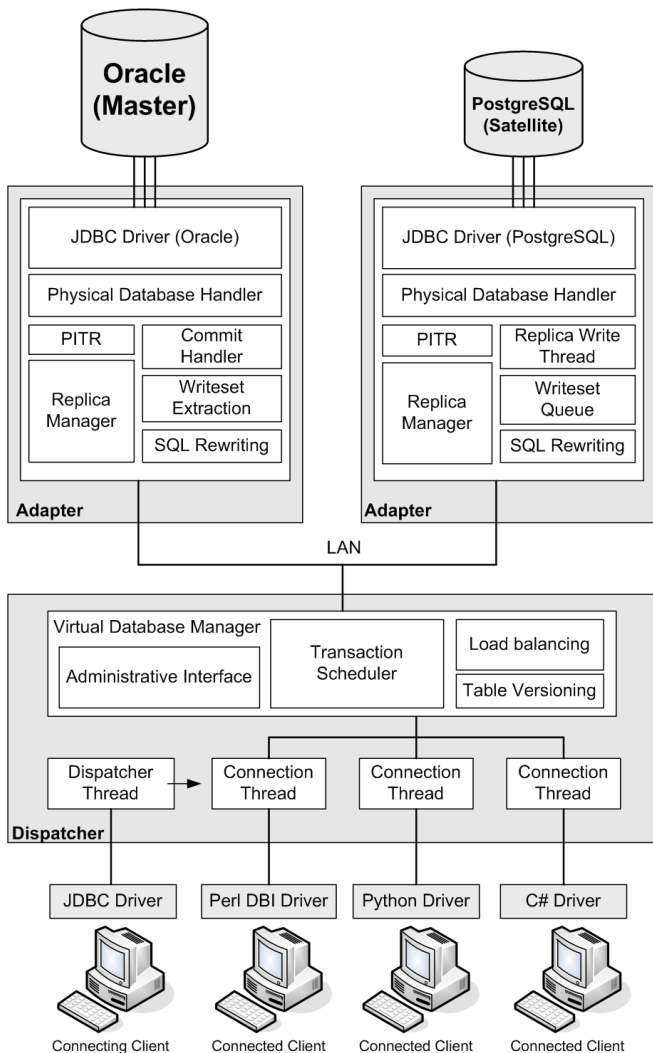 Oracle
(Master)
PostgreSQL
(Satellite)
JDBC Driver (Oracle)
Physical Database Handler
PITR
Commit
Handler
Replica
Manager
Writeset
Extraction
SQL Rewriting
Adapter
JDBC Driver (PostgreSQL)
Physical Database Handler
PITR
Replica Write
Thread
Replica
Manager
Writeset
Queue
SQL Rewriting
Adapter
LAN
Virtual Database Manager
Administrative Interface
Transaction
Scheduler
Load balancing
Table Versioning
Dispatcher
Thread
Connection
Thread
Connection
Thread
Connection
Thread
Dispatcher
JDBC Driver
Perl DBI Driver
Python Driver
C# Driver
Connecting Client
Connected Client
Connected Client
Connected Client